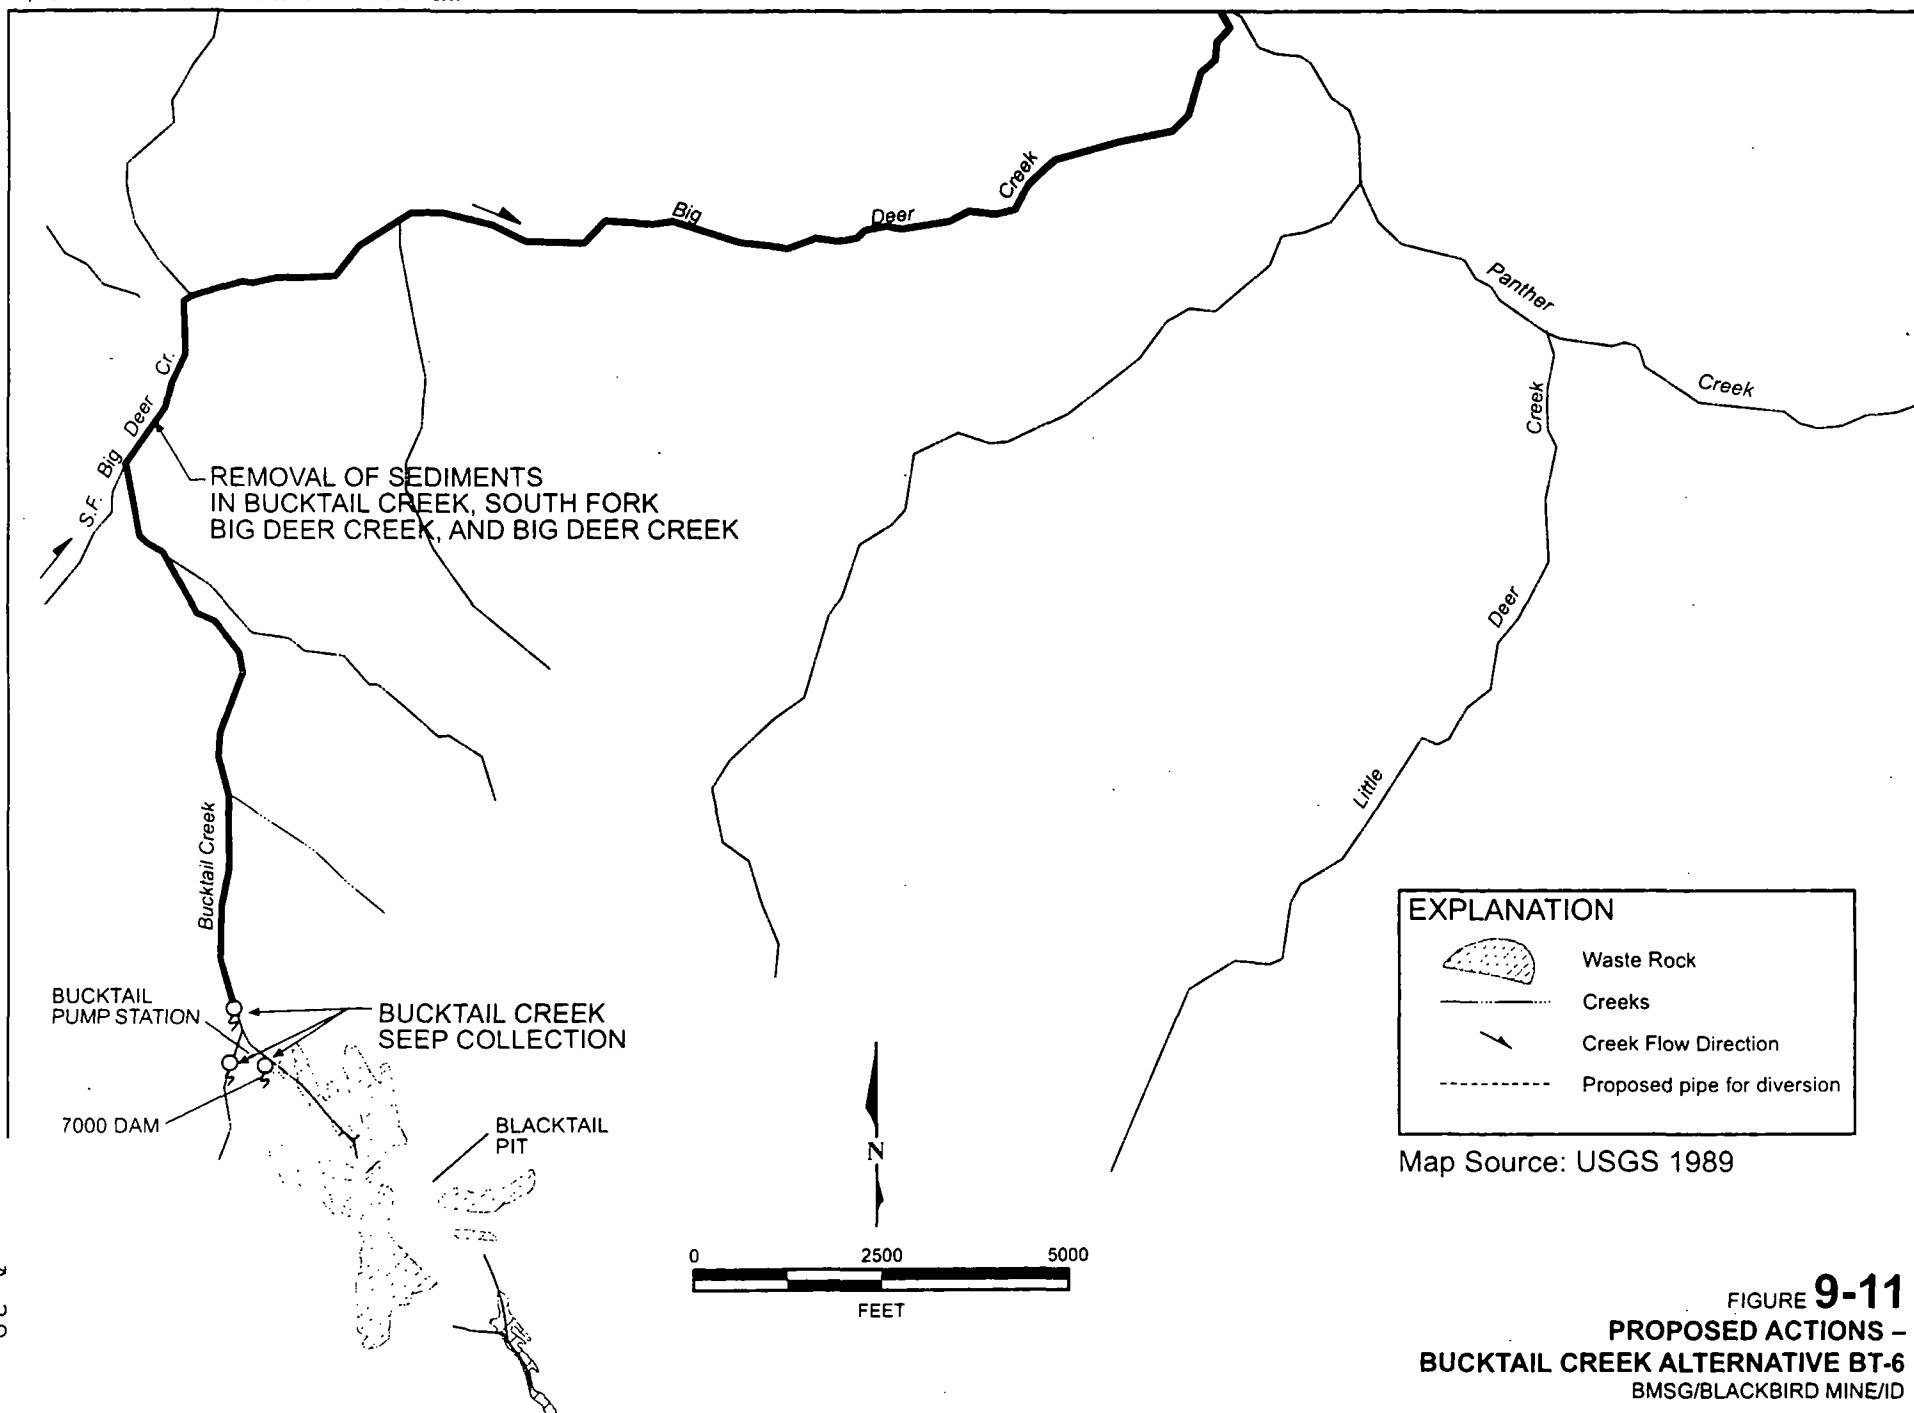 Big Deer Creek
Panther Creek
S.F. Big Deer Cr.
REMOVAL OF SEDIMENTS
IN BUCKTAIL CREEK, SOUTH FORK
BIG DEER CREEK, AND BIG DEER CREEK
Little Deer Creek
Bucktail Creek
BUCKTAIL
PUMP STATION
BUCKTAIL CREEK
SEEP COLLECTION
7000 DAM
BLACKTAIL
PIT
N
0 2500 5000
FEET
EXPLANATION
Waste Rock
Creeks
Creek Flow Direction
Proposed pipe for diversion
Map Source: USGS 1989
FIGURE 9-11
PROPOSED ACTIONS –
BUCKTAIL CREEK ALTERNATIVE BT-6
BMSG/BLACKBIRD MINE/ID